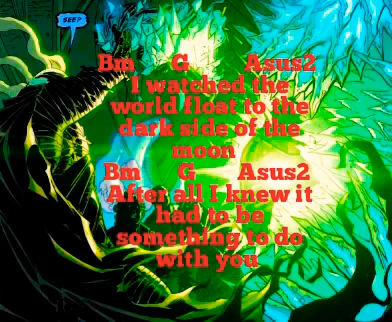 SEE?
Bm G Asus2
I watched the
world float to the
dark side of the
moon
Bm G Asus2
After all I knew it
had to be
something to do
with you